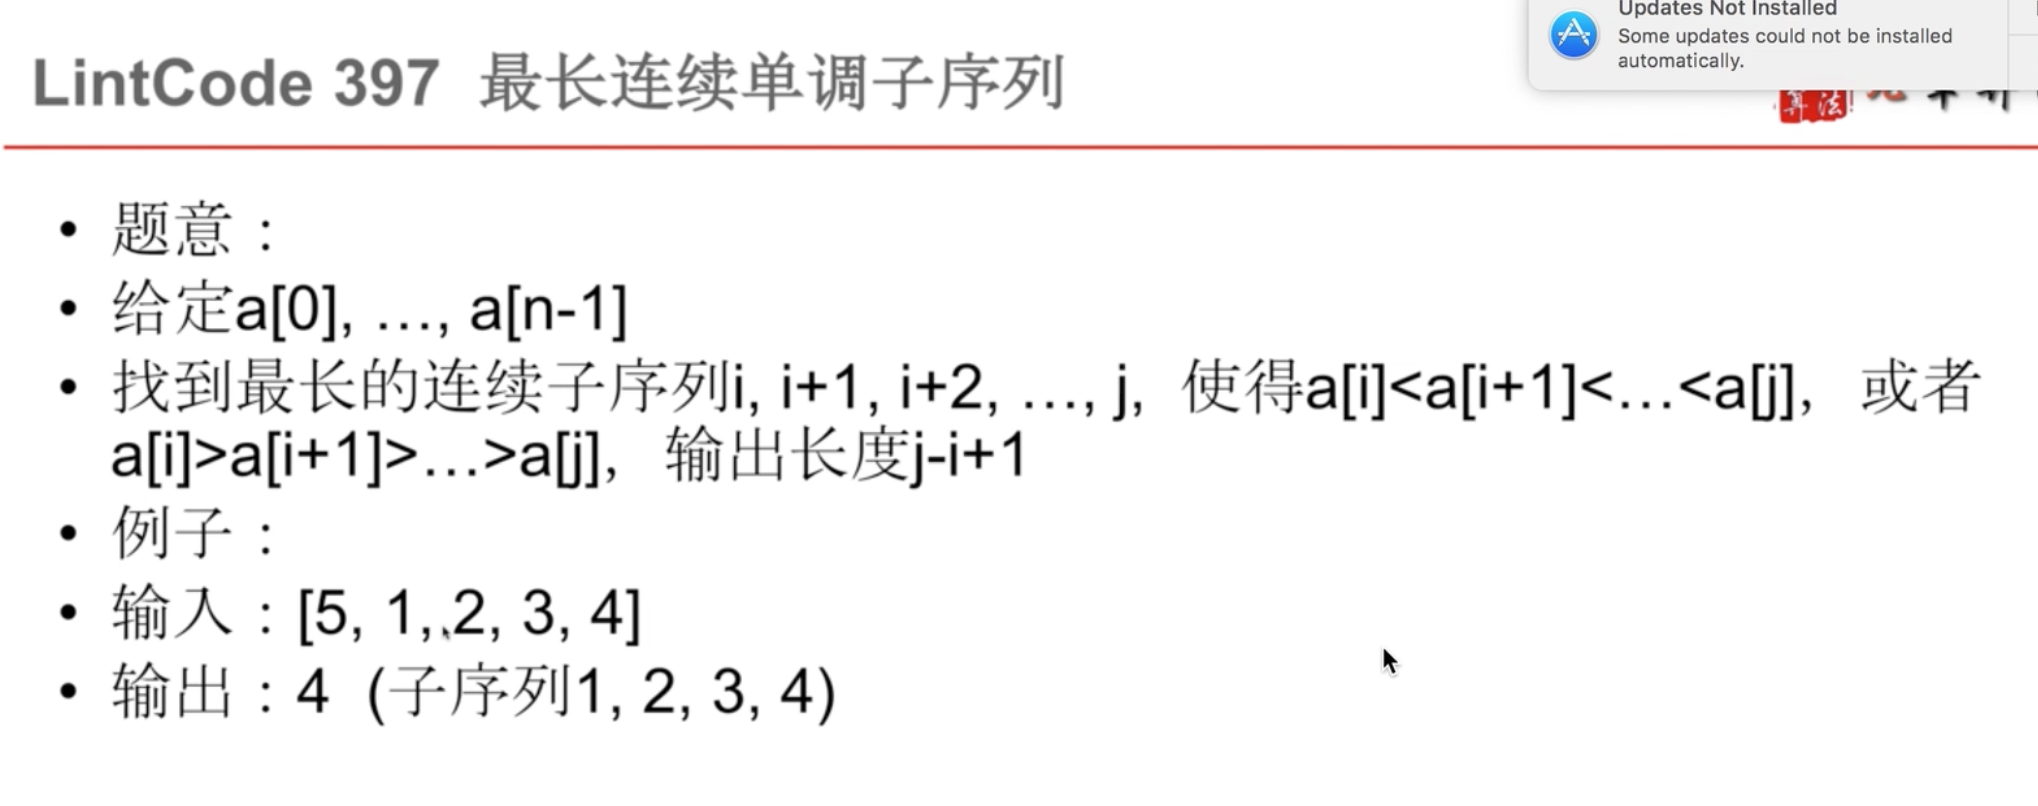 Updates Not Installed
Some updates could not be installed
automatically.
LintCode 397 最长连续单调子序列
算法
• 题意：
• 给定a[0], …, a[n-1]
• 找到最长的连续子序列i, i+1, i+2, …, j, 使得a[i]<a[i+1]<…<a[j]，或者
a[i]>a[i+1]>…>a[j]，输出长度j-i+1
• 例子：
• 输入：[5, 1, 2, 3, 4]
• 输出：4 (子序列1, 2, 3, 4)